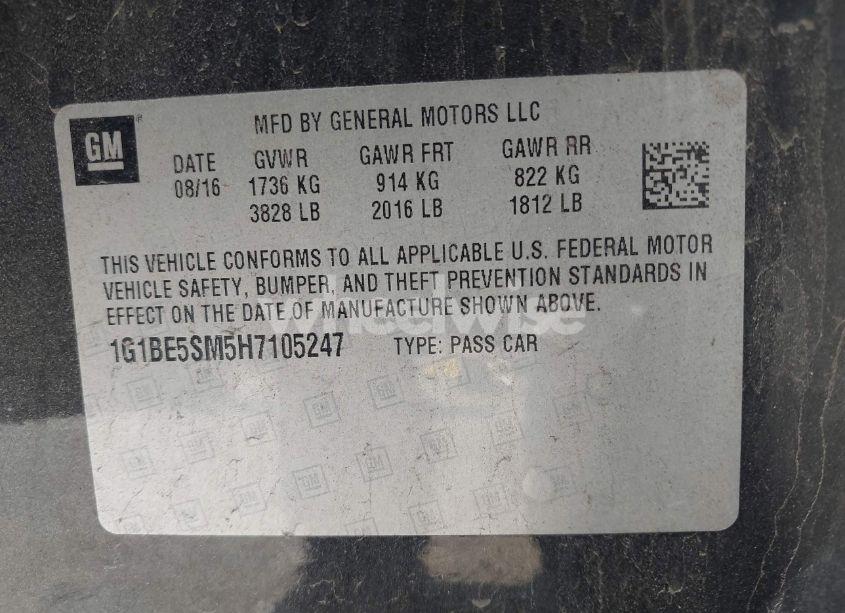 GM
MFD BY GENERAL MOTORS LLC
DATE GVWR GAWR FRT GAWR RR
08/16 1736 KG 914 KG 822 KG
3828 LB 2016 LB 1812 LB
THIS VEHICLE CONFORMS TO ALL APPLICABLE U.S. FEDERAL MOTOR
VEHICLE SAFETY, BUMPER, AND THEFT PREVENTION STANDARDS IN
EFFECT ON THE DATE OF MANUFACTURE SHOWN ABOVE.
wheelwise
1G1BE5SM5H7105247 TYPE: PASS CAR